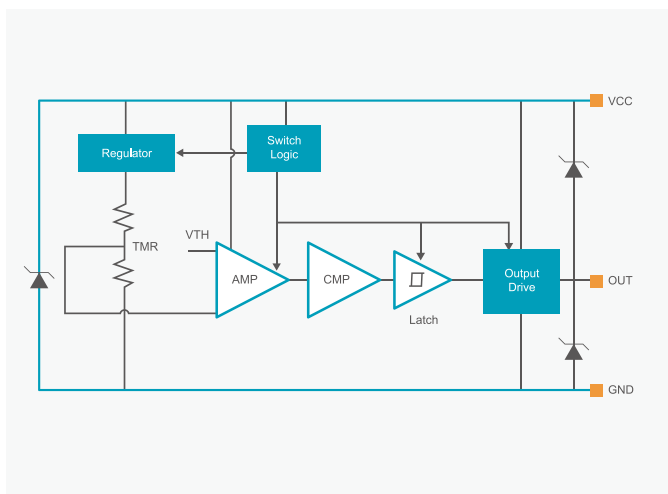 VCC
Regulator
Switch
Logic
VTH
TMR
AMP
CMP
Output
Drive
OUT
Latch
GND